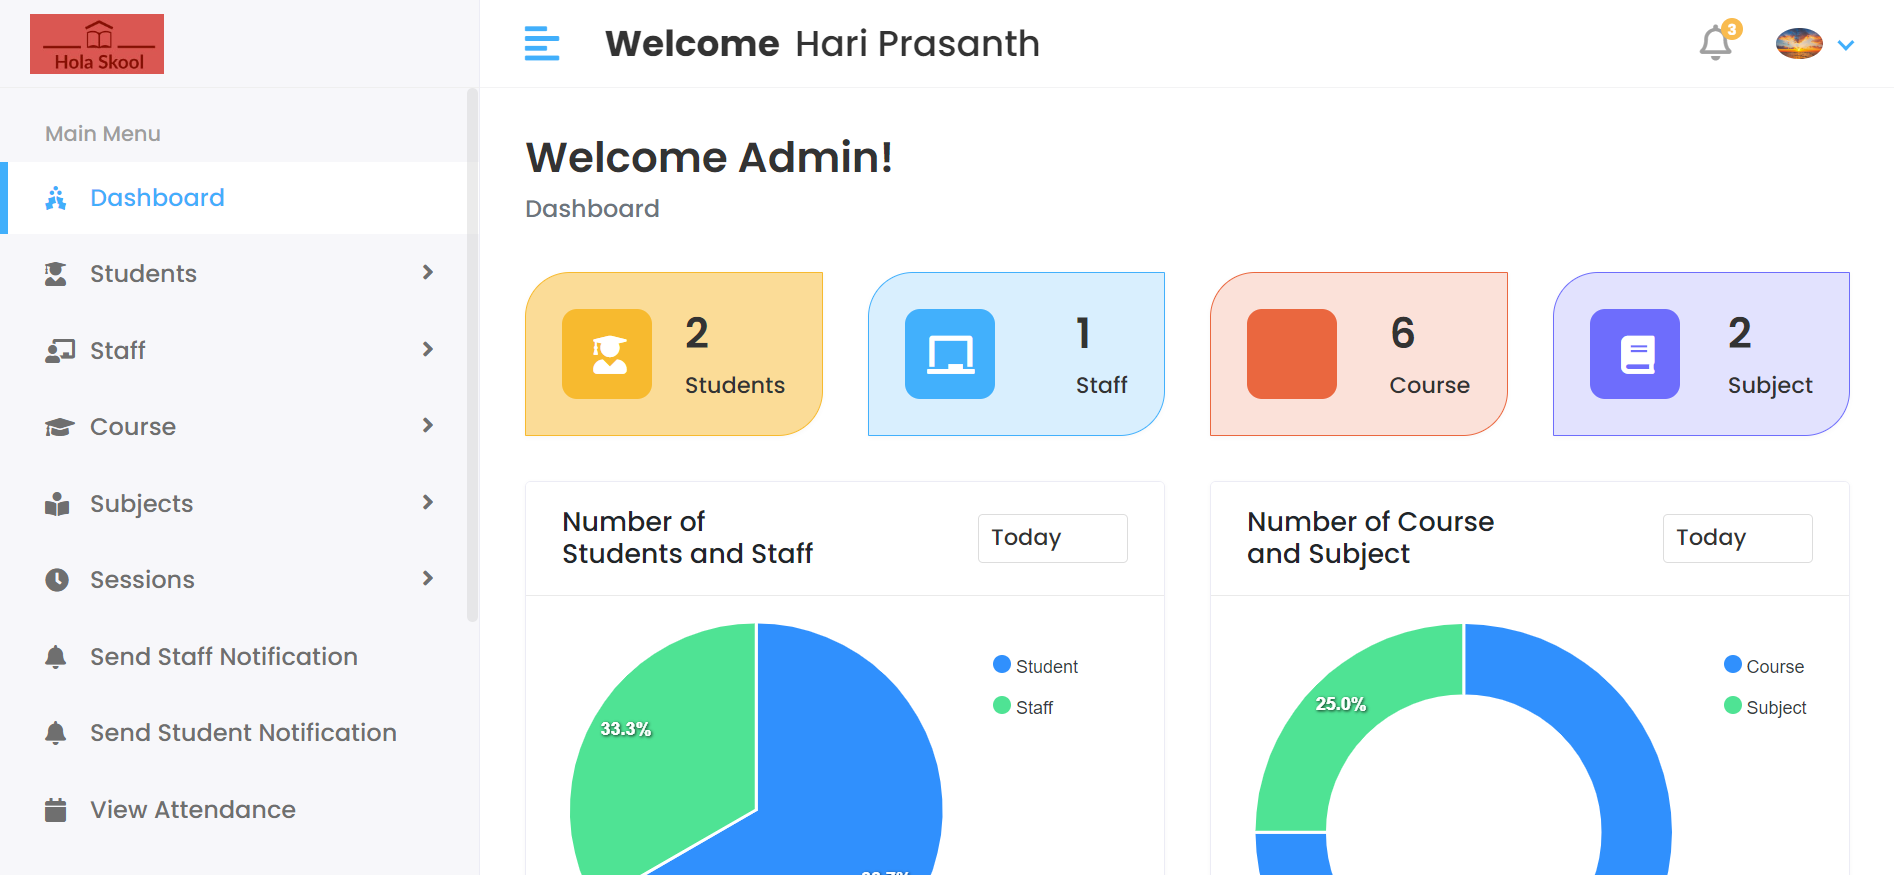 Hola Skool
Welcome Hari Prasanth
3
Main Menu
Dashboard
Students
Staff
Course
Subjects
Sessions
Send Staff Notification
Send Student Notification
View Attendance
Welcome Admin!
Dashboard
2
Students
1
Staff
6
Course
2
Subject
Number of
Students and Staff
Today
Student
Staff
33.3%
Number of Course
and Subject
Today
Course
Subject
25.0%